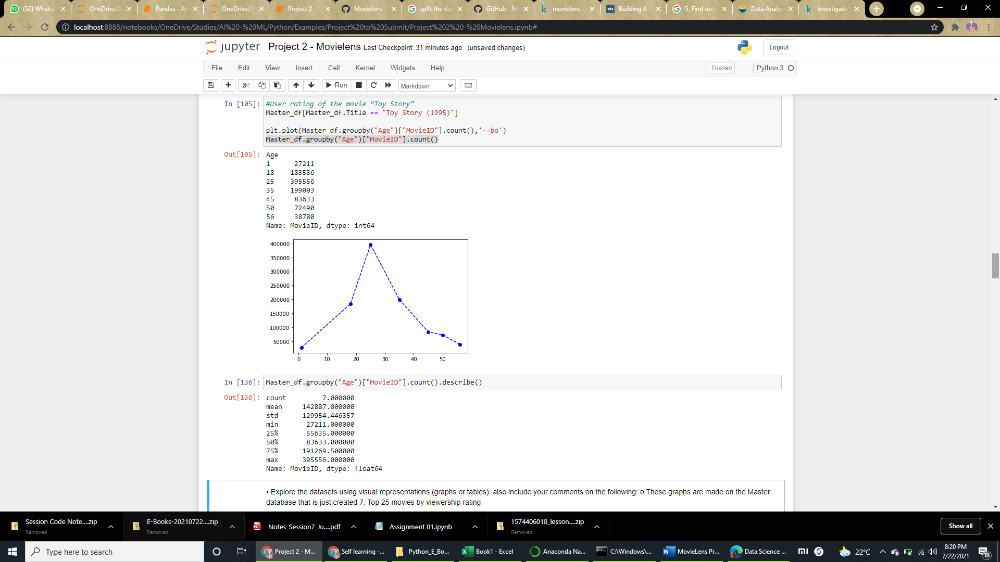 (52) Whats
OneDrive/S
Pandas - As
OneDrive/S
Project 2 - M
Movielens-
split the da
GitHub - M
movielens
Building A M
5. Find out
Data Analys
Investigate
localhost:8888/notebooks/OneDrive/Studies/AI%20-%20ML/Python/Examples/Project%20to%20Submit/Project%202%20-%20Movielens.ipynb#
jupyter Project 2 - Movielens Last Checkpoint: 31 minutes ago (unsaved changes)
Logout
File Edit View Insert Cell Kernel Widgets Help
Trusted
Python 3
Run
Markdown
In [105]: #User rating of the movie “Toy Story”
Master_df[Master_df.Title == "Toy Story (1995)"]
plt.plot(Master_df.groupby("Age")["MovieID"].count(),'--bo')
Master_df.groupby("Age")["MovieID"].count()
Out[105]: Age
1 27211
18 183536
25 395556
35 199003
45 83633
50 72490
56 38780
Name: MovieID, dtype: int64
400000
350000
300000
250000
200000
150000
100000
50000
0 10 20 30 40 50
In [136]: Master_df.groupby("Age")["MovieID"].count().describe()
Out[136]: count 7.000000
mean 142887.000000
std 129954.446357
min 27211.000000
25% 55635.000000
50% 83633.000000
75% 191269.500000
max 395556.000000
Name: MovieID, dtype: float64
• Explore the datasets using visual representations (graphs or tables), also include your comments on the following: o These graphs are made on the Master
database that is just created 7. Top 25 movies by viewership rating
Session Code Note....zip
Removed
E-Books-20210722....zip
Removed
PDF
Notes_Session7_Ju....pdf
Assignment 01.ipynb
1574406018_lesson....zip
Removed
Show all
Type here to search
Project 2 - M...
Self learning -...
Python_E_Bo...
Book1 - Excel
Anaconda Na...
C:\Windows\...
MovieLens Pr...
Data Science ...
22°C
8:20 PM
7/22/2021
18